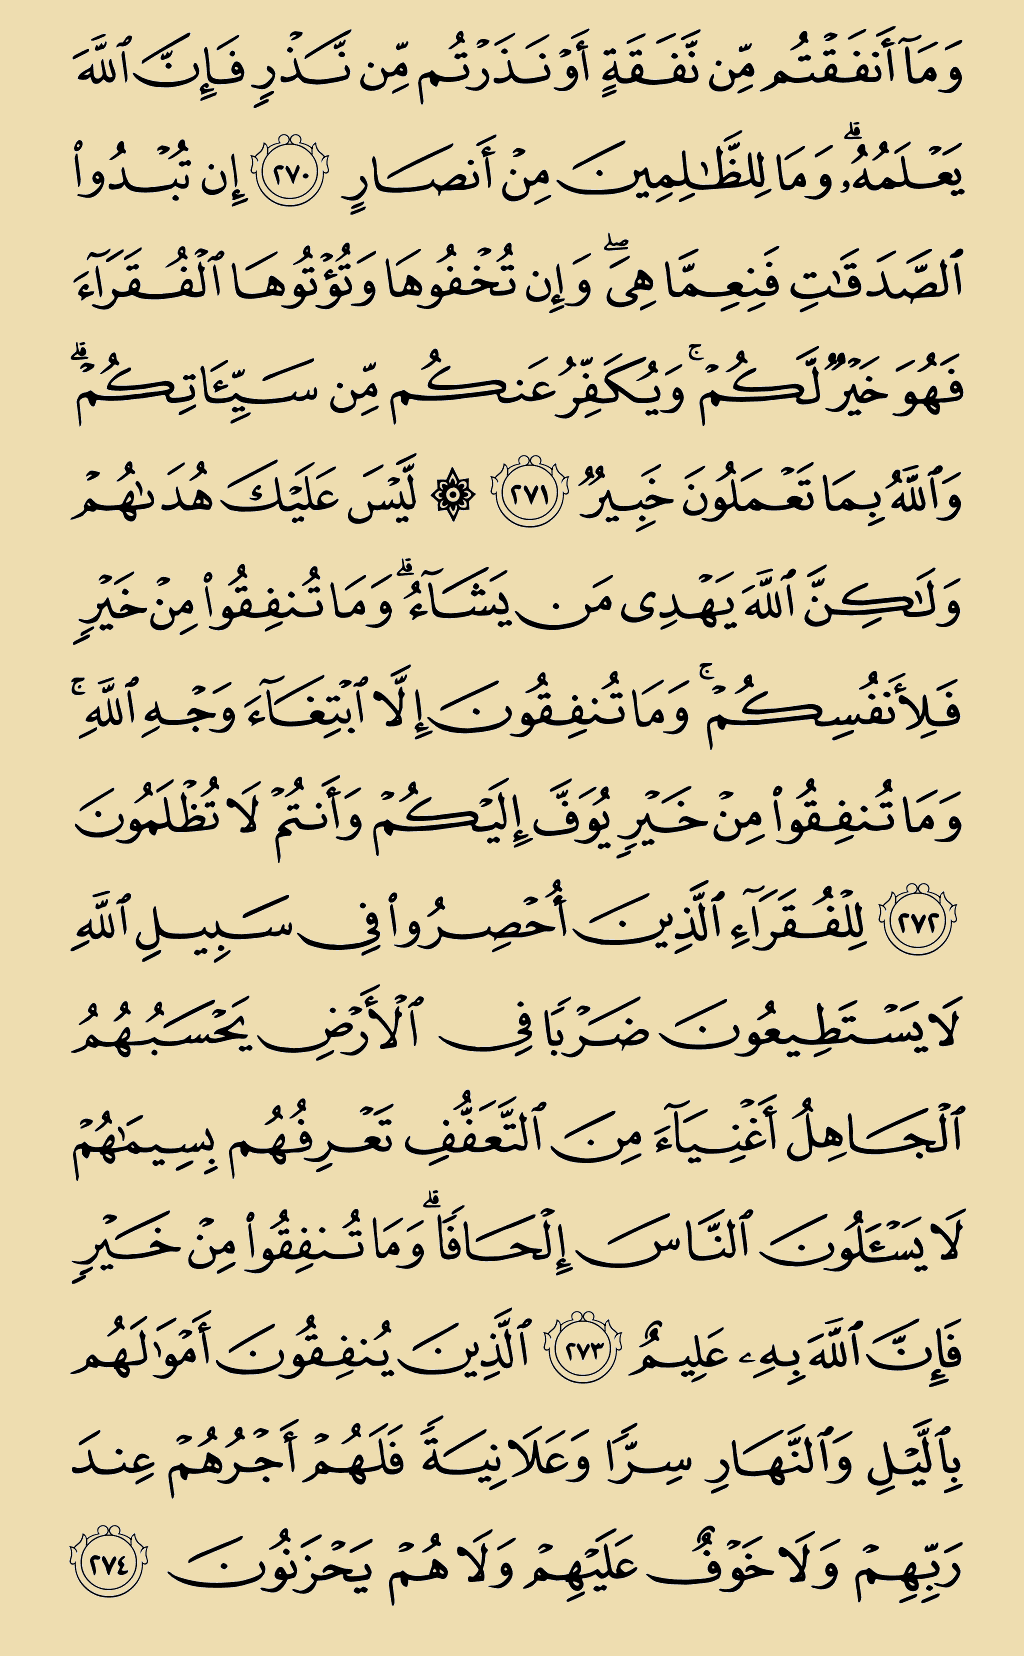 وَمَآ أَنفَقْتُم مِّن نَّفَقَةٍ أَوْ نَذَرْتُم مِّن نَّذْرٍ فَإِنَّ ٱللَّهَ
يَعْلَمُهُۥ ۗ وَمَا لِلظَّـٰلِمِينَ مِنْ أَنصَارٍ ٢٧٠ إِن تُبْدُوا۟
ٱلصَّدَقَـٰتِ فَنِعِمَّا هِىَ ۖ وَإِن تُخْفُوهَا وَتُؤْتُوهَا ٱلْفُقَرَآءَ
فَهُوَ خَيْرٌ لَّكُمْ ۚ وَيُكَفِّرُ عَنكُم مِّن سَيِّـَٔاتِكُمْ ۗ
وَٱللَّهُ بِمَا تَعْمَلُونَ خَبِيرٌ ٢٧١ ۞ لَّيْسَ عَلَيْكَ هُدَىٰهُمْ
وَلَـٰكِنَّ ٱللَّهَ يَهْدِى مَن يَشَآءُ ۗ وَمَا تُنفِقُوا۟ مِنْ خَيْرٍ
فَلِأَنفُسِكُمْ ۚ وَمَا تُنفِقُونَ إِلَّا ٱبْتِغَآءَ وَجْهِ ٱللَّهِ ۚ
وَمَا تُنفِقُوا۟ مِنْ خَيْرٍ يُوَفَّ إِلَيْكُمْ وَأَنتُمْ لَا تُظْلَمُونَ
٢٧٢ لِلْفُقَرَآءِ ٱلَّذِينَ أُحْصِرُوا۟ فِى سَبِيلِ ٱللَّهِ
لَا يَسْتَطِيعُونَ ضَرْبًا فِى ٱلْأَرْضِ يَحْسَبُهُمُ
ٱلْجَاهِلُ أَغْنِيَآءَ مِنَ ٱلتَّعَفُّفِ تَعْرِفُهُم بِسِيمَـٰهُمْ
لَا يَسْـَٔلُونَ ٱلنَّاسَ إِلْحَافًا ۗ وَمَا تُنفِقُوا۟ مِنْ خَيْرٍ
فَإِنَّ ٱللَّهَ بِهِۦ عَلِيمٌ ٢٧٣ ٱلَّذِينَ يُنفِقُونَ أَمْوَٰلَهُم
بِٱلَّيْلِ وَٱلنَّهَارِ سِرًّا وَعَلَانِيَةً فَلَهُمْ أَجْرُهُمْ عِندَ
رَبِّهِمْ وَلَا خَوْفٌ عَلَيْهِمْ وَلَا هُمْ يَحْزَنُونَ ٢٧٤